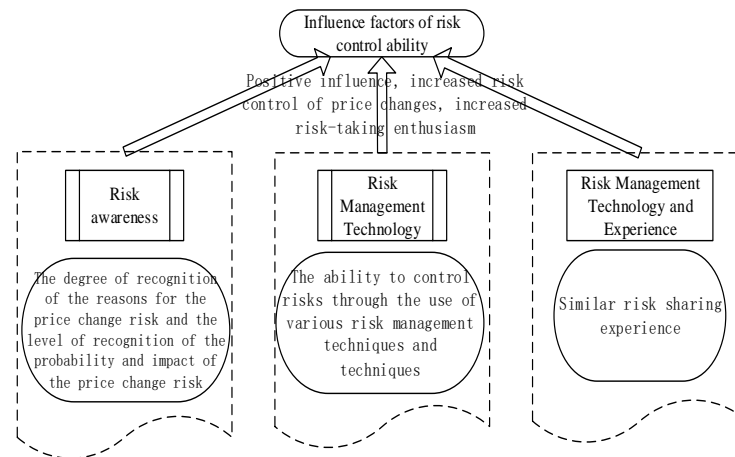 Influence factors of risk
control ability
Positive influence, increased risk
control of price changes, increased
risk-taking enthusiasm
Risk
awareness
The degree of recognition
of the reasons for the
price change risk and the
level of recognition of the
probability and impact of
the price change risk
Risk
Management
Technology
The ability to control
risks through the use of
various risk management
techniques and
techniques
Risk Management
Technology and
Experience
Similar risk sharing
experience